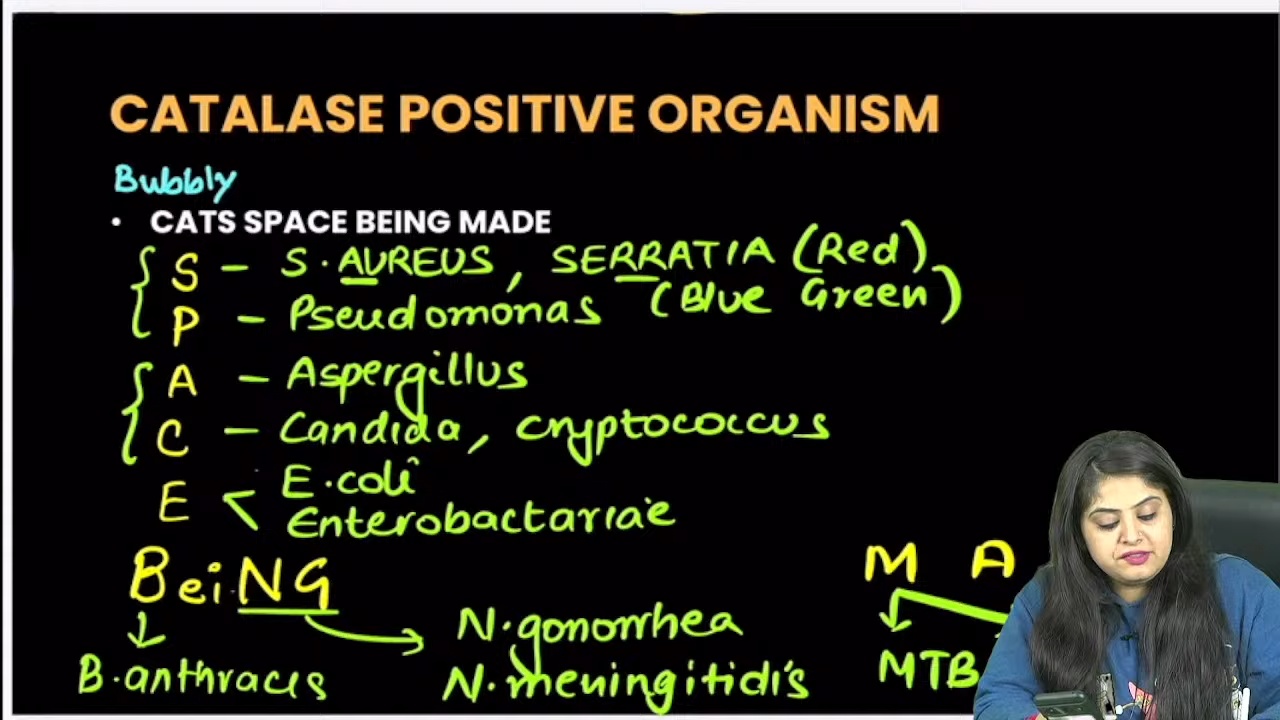 CATALASE POSITIVE ORGANISM
Bubbly
• CATS SPACE BEING MADE
S – S. AUREUS, SERRATIA (Red)
P – Pseudomonas (Blue Green)
A – Aspergillus
C – Candida, cryptococcus
E < E.coli
Enterobactariae
BeiNG
M A
N. gonorrhea
B. anthracis
N. meningitidis
MTB